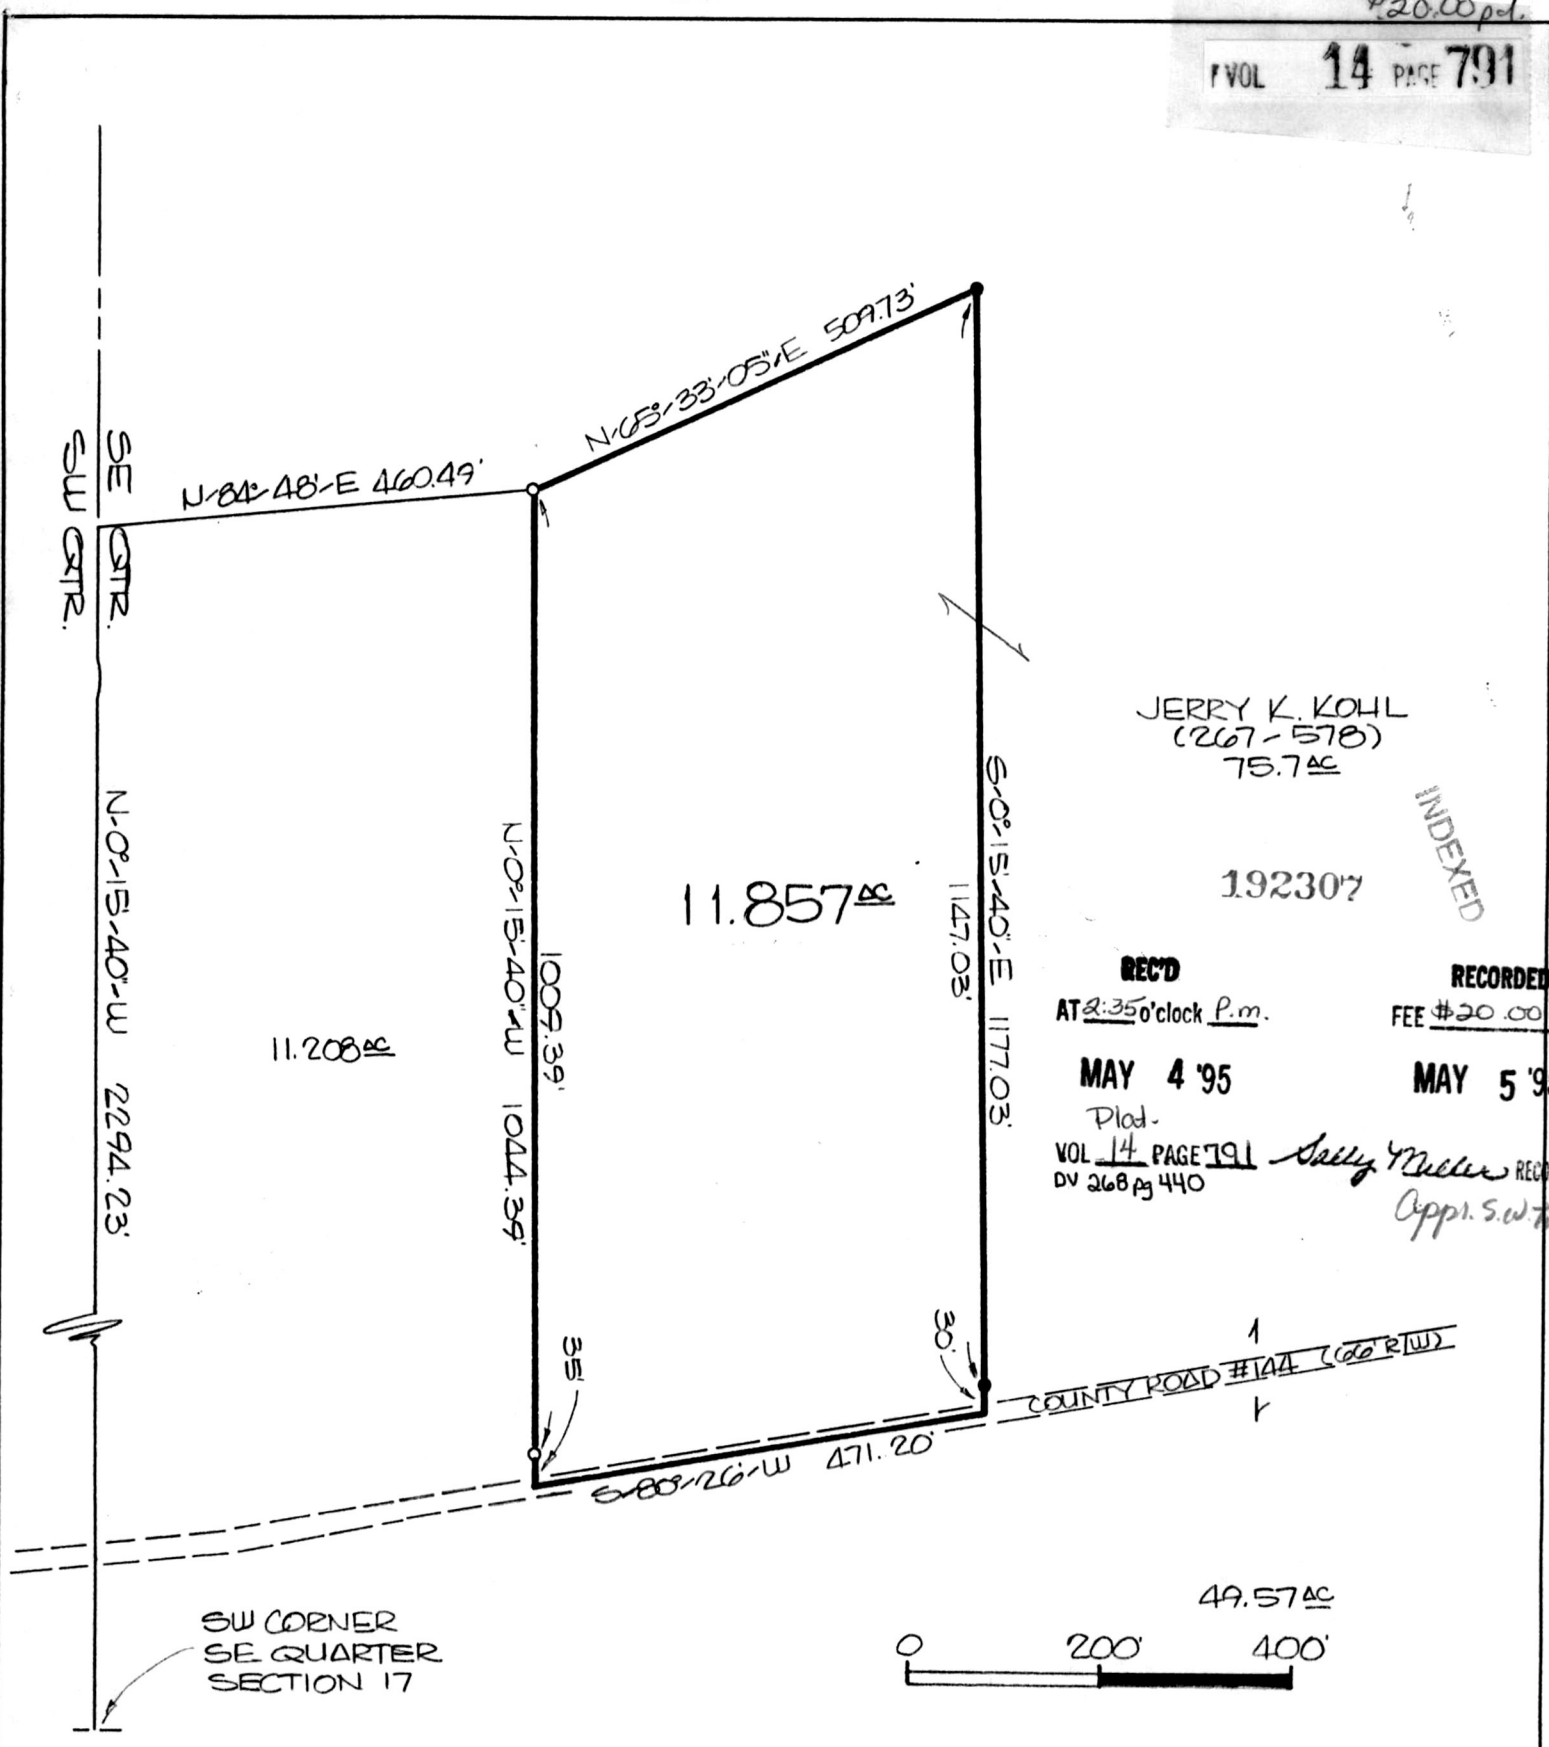 #20.00 pd.
VOL 14 PAGE 791
N-65°-33'-05"-E 509.73'
N-84°-48'-E 460.49'
SE QTR.
SW QTR.
N-0°-15'-40"-W 2294.23'
N-0°-15'-40"-W 1044.39'
1009.39'
11.208 AC
11.857 AC
S-0°-15'-40"-E 1177.03'
1147.03'
JERRY K. KOHL
(267-578)
75.7 AC
INDEXED
192307
REC'D
AT 2:35 o'clock P.m.
MAY 4 '95
Plat
VOL 14 PAGE 791
DV 268 pg 440
RECORDED
FEE #20.00
MAY 5 '9
Sally Miller REC
Appr. S.W.
35'
30'
COUNTY ROAD #144 (66' R/W)
S-80°-26'-W 471.20'
SW CORNER
SE QUARTER
SECTION 17
49.57 AC
0 200' 400'